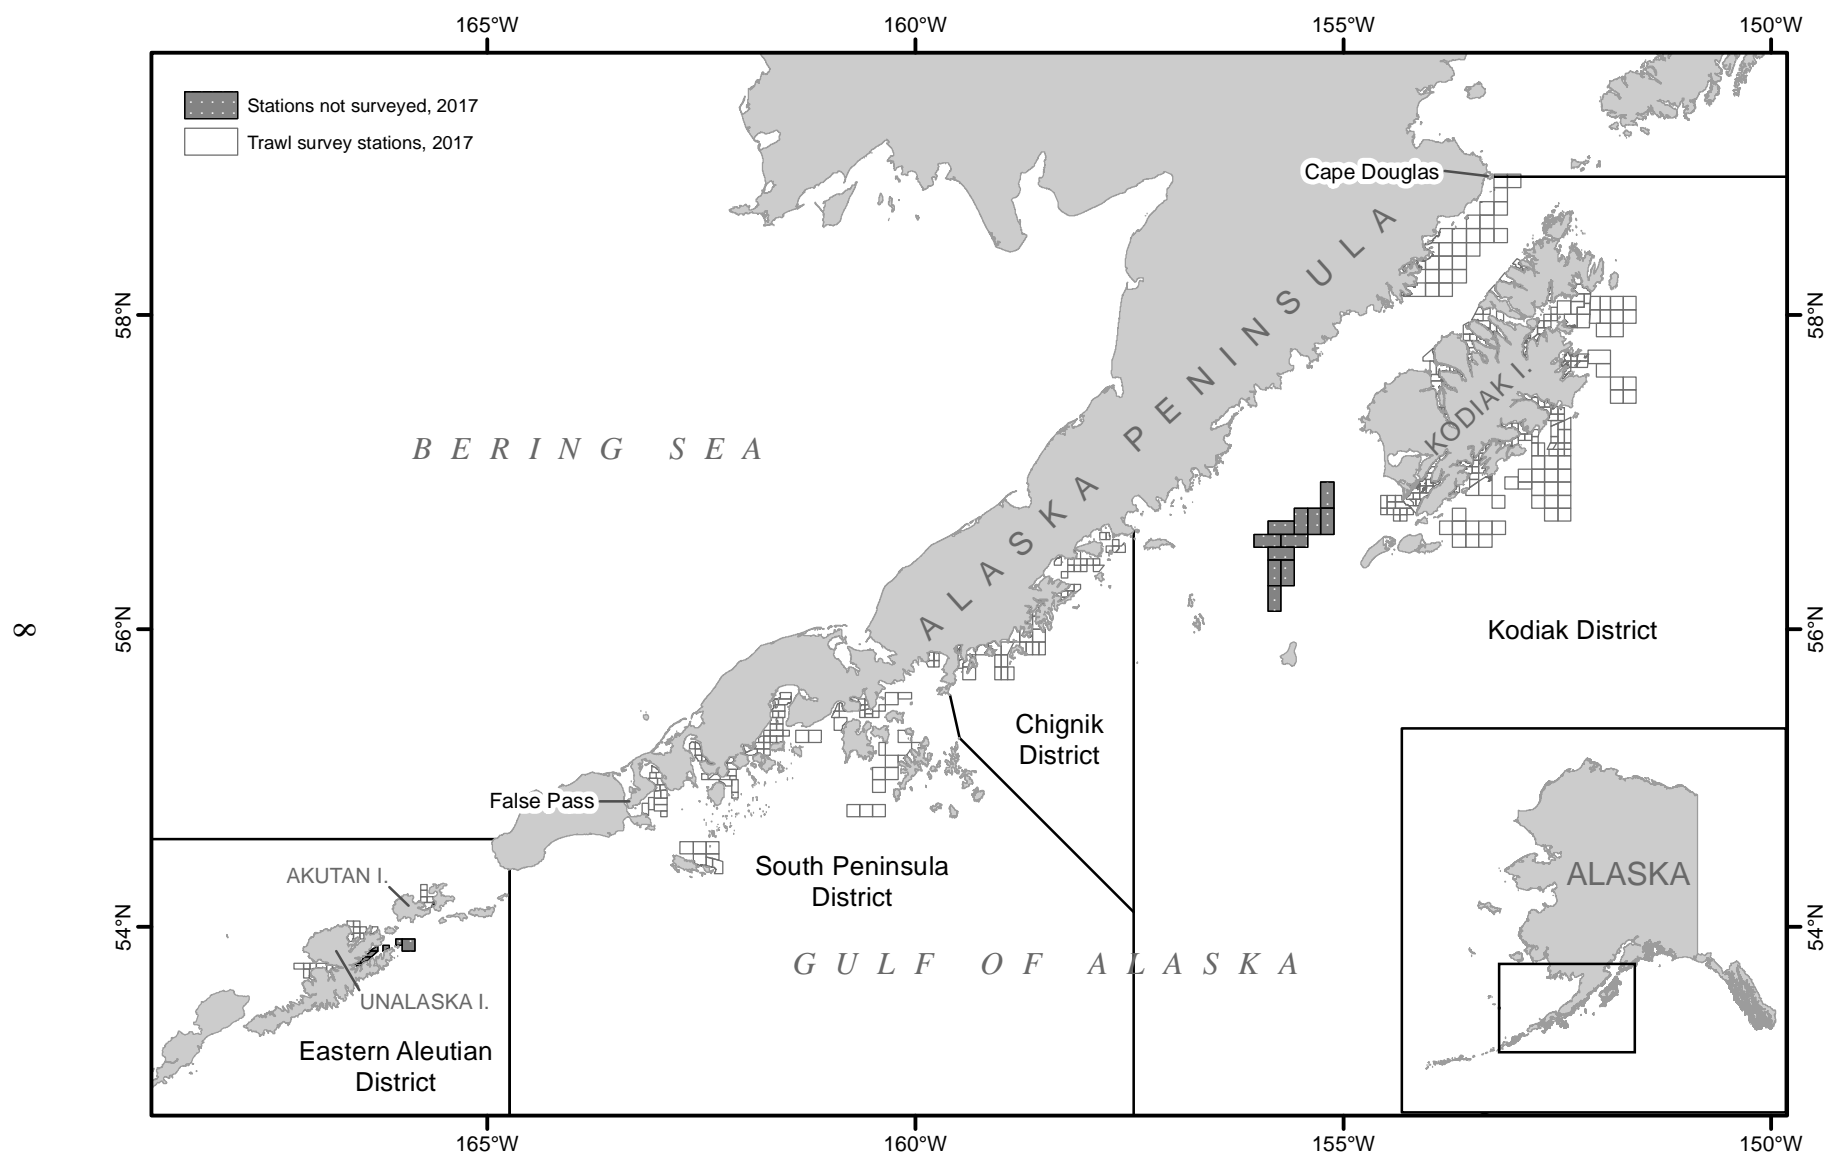 165°W
160°W
155°W
150°W
Stations not surveyed, 2017
Trawl survey stations, 2017
Cape Douglas
58°N
58°N
ALASKA PENINSULA
KODIAK I.
BERING SEA
56°N
56°N
Kodiak District
Chignik
District
False Pass
South Peninsula
District
AKUTAN I.
ALASKA
54°N
54°N
GULF OF ALASKA
UNALASKA I.
Eastern Aleutian
District
165°W
160°W
155°W
150°W
8